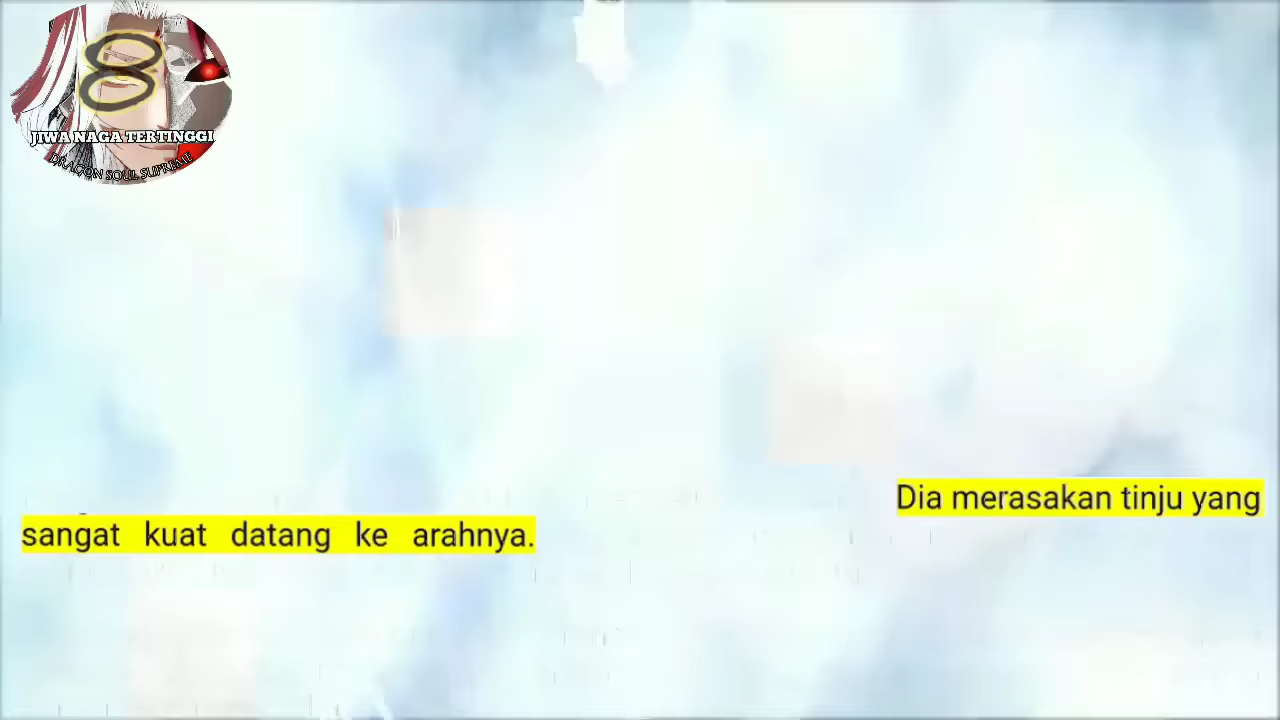 8
JIWA NAGA TERTINGGI
DRAGON SOUL SUPREME
Dia merasakan tinju yang
sangat kuat datang ke arahnya.